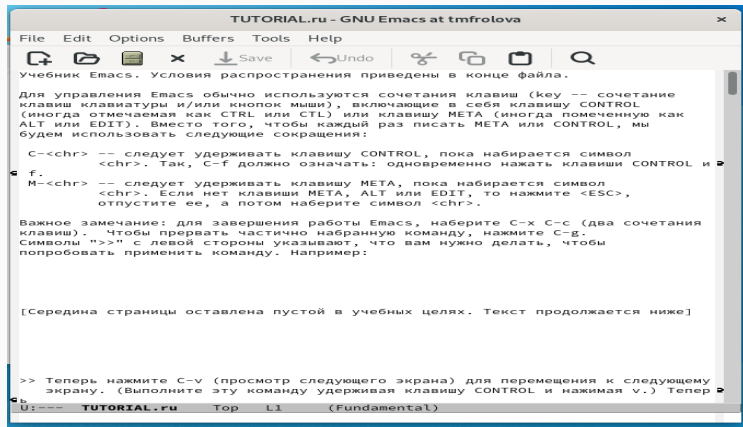 TUTORIAL.ru - GNU Emacs at tmfrolova
File Edit Options Buffers Tools Help
Save Undo
Учебник Emacs. Условия распространения приведены в конце файла.
Для управления Emacs обычно используются сочетания клавиш (key -- сочетание
клавиш клавиатуры и/или кнопок мыши), включающие в себя клавишу CONTROL
(иногда отмечаемая как CTRL или CTL) или клавишу META (иногда помеченную как
ALT или EDIT). Вместо того, чтобы каждый раз писать META или CONTROL, мы
будем использовать следующие сокращения:
C-<chr> -- следует удерживать клавишу CONTROL, пока набирается символ
<chr>. Так, C-f должно означать: одновременно нажать клавиши CONTROL и
f.
M-<chr> -- следует удерживать клавишу META, пока набирается символ
<chr>. Если нет клавиши META, ALT или EDIT, то нажмите <ESC>,
отпустите ее, а потом наберите символ <chr>.
Важное замечание: для завершения работы Emacs, наберите C-x C-c (два сочетания
клавиш). Чтобы прервать частично набранную команду, нажмите C-g.
Символы ">>" с левой стороны указывают, что вам нужно делать, чтобы
попробовать применить команду. Например:
[Середина страницы оставлена пустой в учебных целях. Текст продолжается ниже]
>> Теперь нажмите C-v (просмотр следующего экрана) для перемещения к следующему
экрану. (Выполните эту команду удерживая клавишу CONTROL и нажимая v.) Тепер
ь
U:--- TUTORIAL.ru Top L1 (Fundamental)